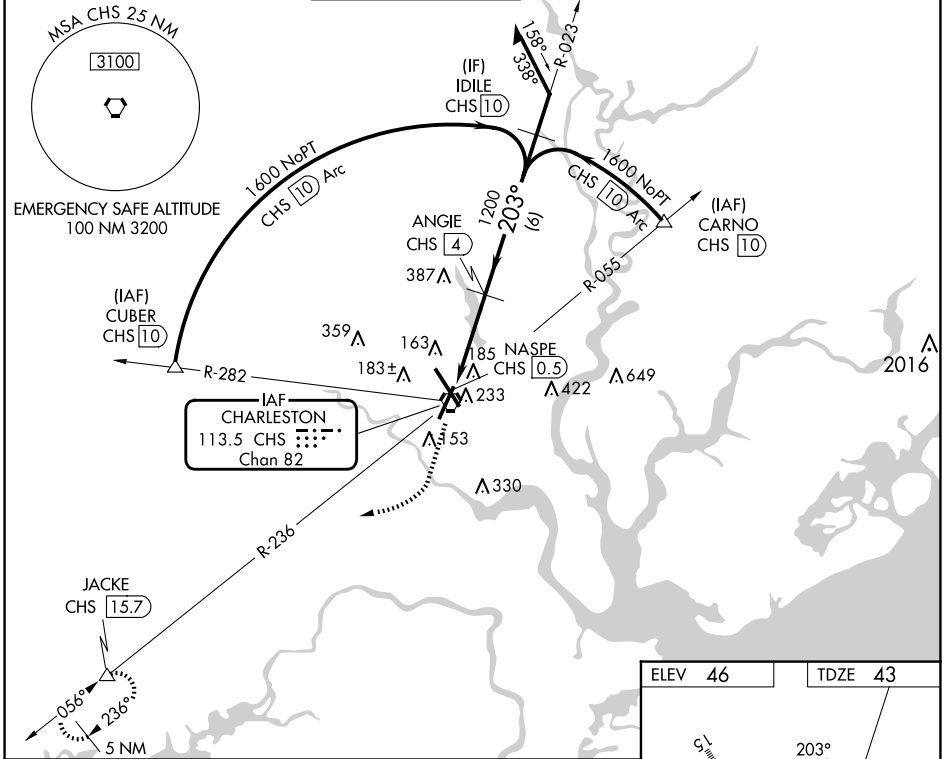 MSA CHS 25 NM
3100
EMERGENCY SAFE ALTITUDE
100 NM 3200
(IF)
IDILE
CHS 10
158°
338°
R-023
1600 NoPT
CHS 10 Arc
1600 NoPT
CHS 10 Arc
1200
203°
(6)
ANGIE
CHS 4
(IAF)
CARNO
CHS 10
R-055
387
(IAF)
CUBER
CHS 10
R-282
359
163
183±
185
NASPE
CHS 0.5
233
422
649
2016
IAF
CHARLESTON
113.5 CHS
Chan 82
153
330
R-236
JACKE
CHS 15.7
056°
236°
5 NM
ELEV 46
TDZE 43
15
203°